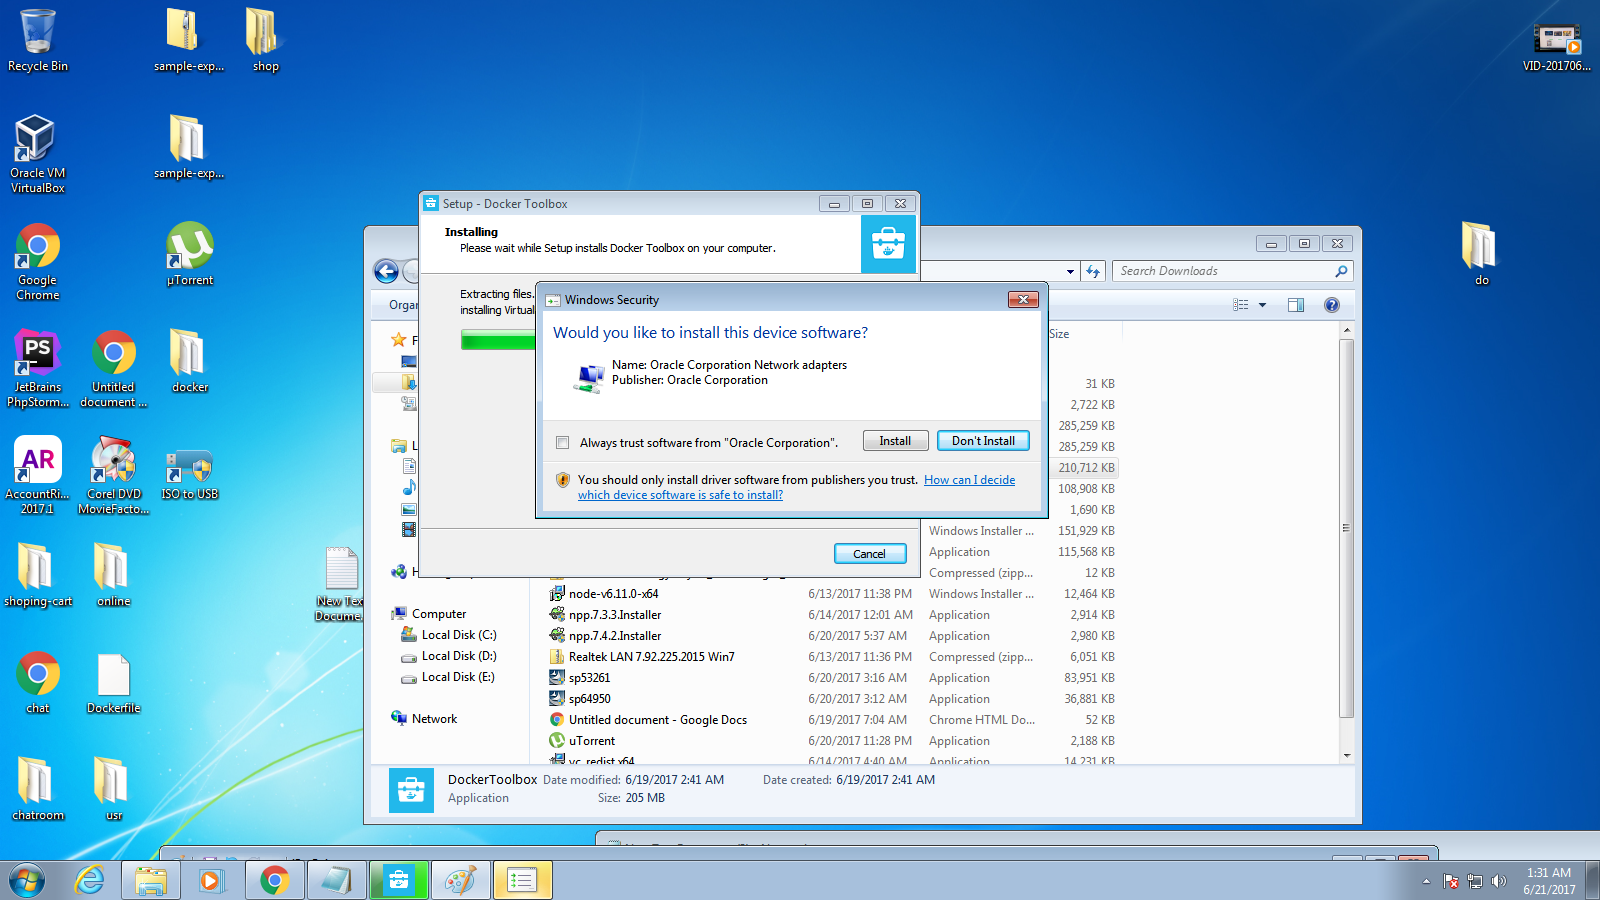 Recycle Bin
sample-exp...
shop
VID-201706...
Oracle VM
VirtualBox
sample-exp...
Google
Chrome
µTorrent
do
JetBrains
PhpStorm...
Untitled
document ...
docker
AccountRi...
2017.1
Corel DVD
MovieFacto...
ISO to USB
shoping-cart
online
chat
Dockerfile
chatroom
usr
PS
AR
Setup - Docker Toolbox
Installing
Please wait while Setup installs Docker Toolbox on your computer.
Extracting files.
Cancel
Windows Security
Would you like to install this device software?
Name: Oracle Corporation Network adapters
Publisher: Oracle Corporation
Always trust software from "Oracle Corporation".
Install
Don't Install
You should only install driver software from publishers you trust. How can I decide
which device software is safe to install?
Search Downloads
Size
31 KB
2,722 KB
285,259 KB
285,259 KB
210,712 KB
108,908 KB
1,690 KB
Windows Installer ... 151,929 KB
Application 115,568 KB
Compressed (zipp... 12 KB
node-v6.11.0-x64 6/13/2017 11:38 PM Windows Installer ... 12,464 KB
npp.7.3.3.Installer 6/14/2017 12:01 AM Application 2,914 KB
npp.7.4.2.Installer 6/20/2017 5:37 AM Application 2,980 KB
Realtek LAN 7.92.225.2015 Win7 6/13/2017 11:36 PM Compressed (zipp... 6,051 KB
sp53261 6/20/2017 3:16 AM Application 83,951 KB
sp64950 6/20/2017 3:12 AM Application 36,881 KB
Untitled document - Google Docs 6/19/2017 7:04 AM Chrome HTML Do... 52 KB
uTorrent 6/20/2017 11:28 PM Application 2,188 KB
vc_redist.x64 6/14/2017 4:40 AM Application 14,231 KB
Computer
Local Disk (C:)
Local Disk (D:)
Local Disk (E:)
Network
DockerToolbox Date modified: 6/19/2017 2:41 AM Date created: 6/19/2017 2:41 AM
Application Size: 205 MB
1:31 AM
6/21/2017